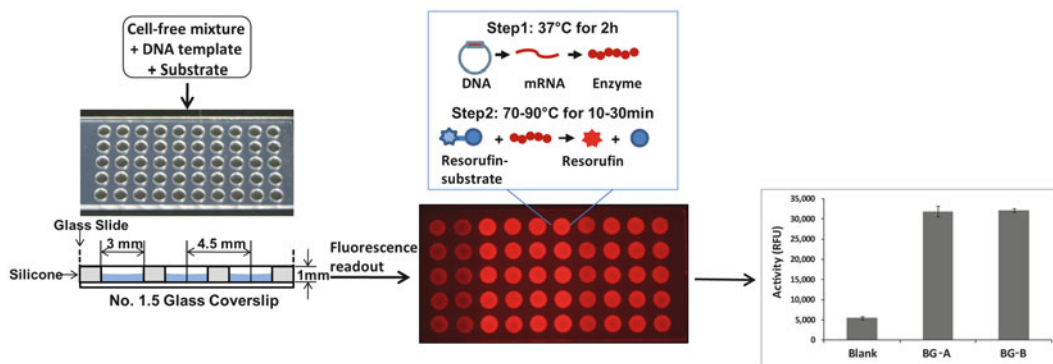 Cell-free mixture
+ DNA template
+ Substrate
Glass Slide
3 mm
4.5 mm
Silicone
1mm
No. 1.5 Glass Coverslip
Fluorescence
readout
Step1: 37°C for 2h
DNA
mRNA
Enzyme
Step2: 70-90°C for 10-30min
+
+
Resorufin-
substrate
Resorufin
Activity (RFU)
35,000
30,000
25,000
20,000
15,000
10,000
5,000
0
Blank
BG-A
BG-B